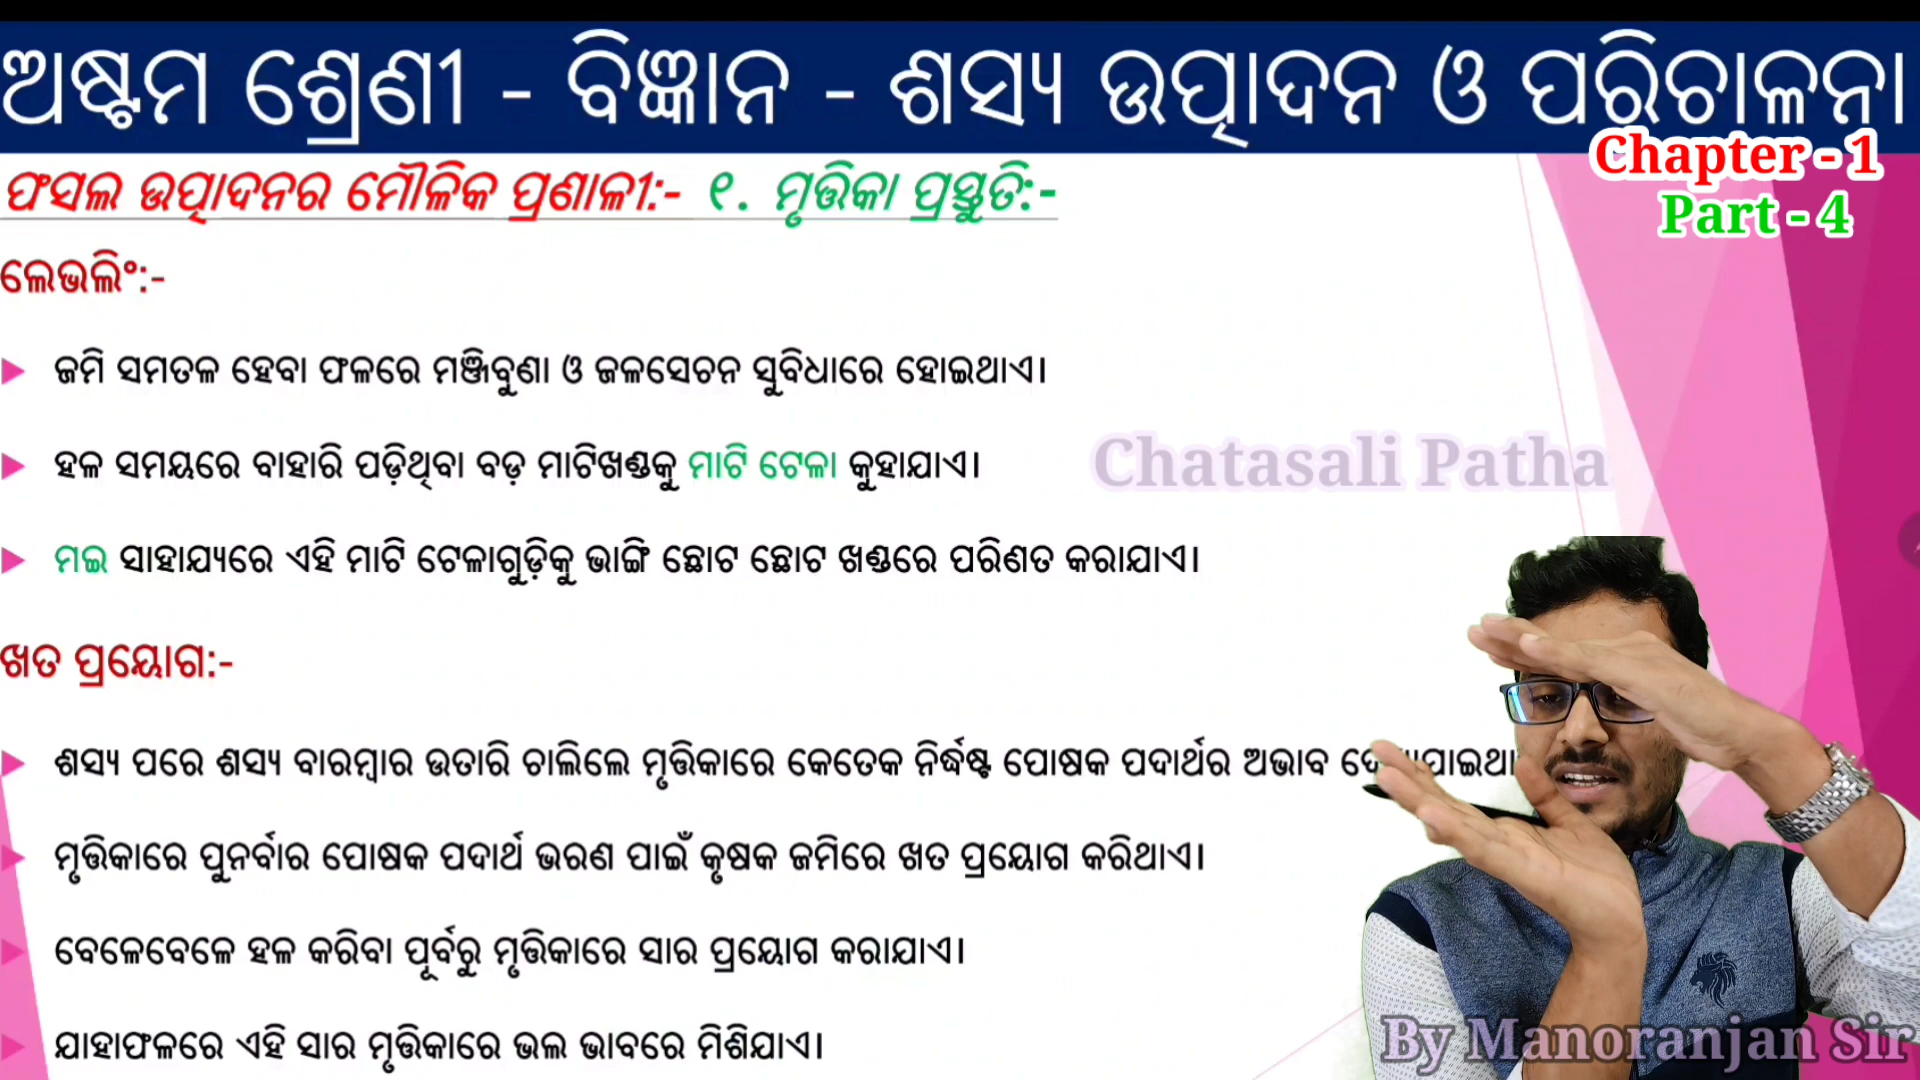 ଅଷ୍ଟମ ଶ୍ରେଣୀ - ବିଜ୍ଞାନ - ଶସ୍ୟ ଉତ୍ପାଦନ ଓ ପରିଚାଳନା
Chapter - 1
Part - 4
ଫସଲ ଉତ୍ପାଦନର ମୌଳିକ ପ୍ରଣାଳୀ:- ୧. ମୃତ୍ତିକା ପ୍ରସ୍ତୁତି:-
ଲେଭଲିଂ:-
ଜମି ସମତଳ ହେବା ଫଳରେ ମଞ୍ଜିବୁଣା ଓ ଜଳସେଚନ ସୁବିଧାରେ ହୋଇଥାଏ।
ହଳ ସମୟରେ ବାହାରି ପଡ଼ିଥିବା ବଡ଼ ମାଟିଖଣ୍ଡକୁ ମାଟି ଟେଳା କୁହାଯାଏ।
Chatasali Patha
ମଇ ସାହାଯ୍ୟରେ ଏହି ମାଟି ଟେଳାଗୁଡ଼ିକୁ ଭାଙ୍ଗି ଛୋଟ ଛୋଟ ଖଣ୍ଡରେ ପରିଣତ କରାଯାଏ।
ଖତ ପ୍ରୟୋଗ:-
ଶସ୍ୟ ପରେ ଶସ୍ୟ ବାରମ୍ବାର ଉତାରି ଚାଲିଲେ ମୃତ୍ତିକାରେ କେତେକ ନିର୍ଦ୍ଧିଷ୍ଟ ପୋଷକ ପଦାର୍ଥର ଅଭାବ
ମୃତ୍ତିକାରେ ପୁନର୍ବାର ପୋଷକ ପଦାର୍ଥ ଭରଣ ପାଇଁ କୃଷକ ଜମିରେ ଖତ ପ୍ରୟୋଗ କରିଥାଏ।
ବେଳେବେଳେ ହଳ କରିବା ପୂର୍ବରୁ ମୃତ୍ତିକାରେ ସାର ପ୍ରୟୋଗ କରାଯାଏ।
ଯାହାଫଳରେ ଏହି ସାର ମୃତ୍ତିକାରେ ଭଲ ଭାବରେ ମିଶିଯାଏ।
By Manoranjan Sir